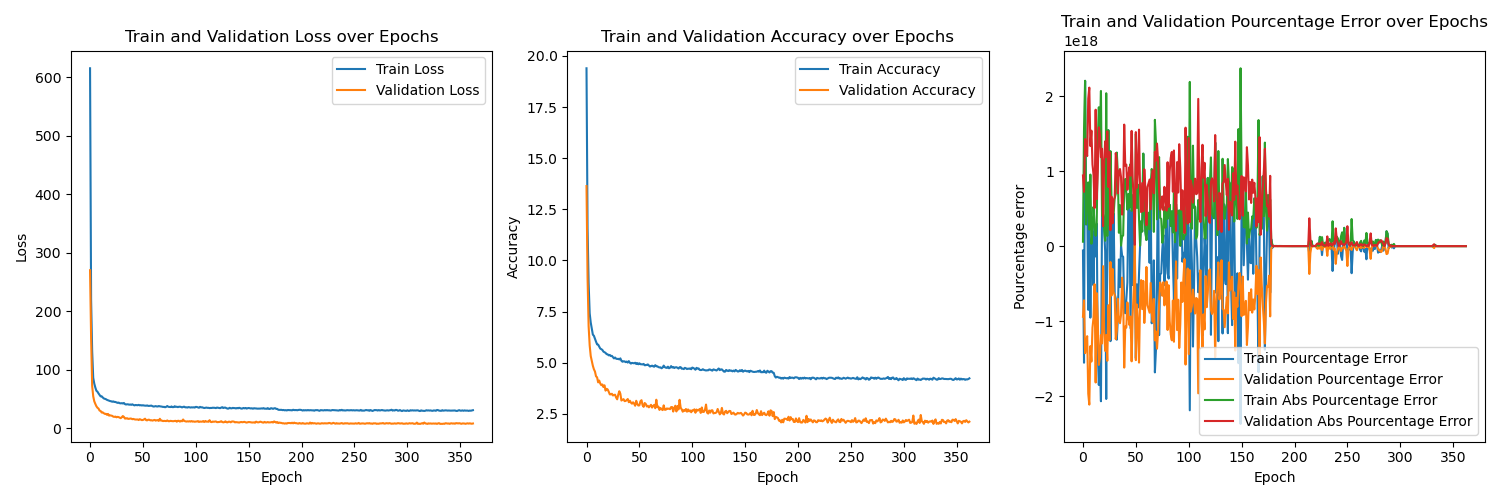 Train and Validation Loss over Epochs
Train Loss
Validation Loss
600
500
400
300
200
100
0
Loss
0 50 100 150 200 250 300 350
Epoch
Train and Validation Accuracy over Epochs
Train Accuracy
Validation Accuracy
20.0
17.5
15.0
12.5
10.0
7.5
5.0
2.5
Accuracy
0 50 100 150 200 250 300 350
Epoch
Train and Validation Pourcentage Error over Epochs
1e18
2
1
0
−1
−2
Pourcentage error
Train Pourcentage Error
Validation Pourcentage Error
Train Abs Pourcentage Error
Validation Abs Pourcentage Error
0 50 100 150 200 250 300 350
Epoch